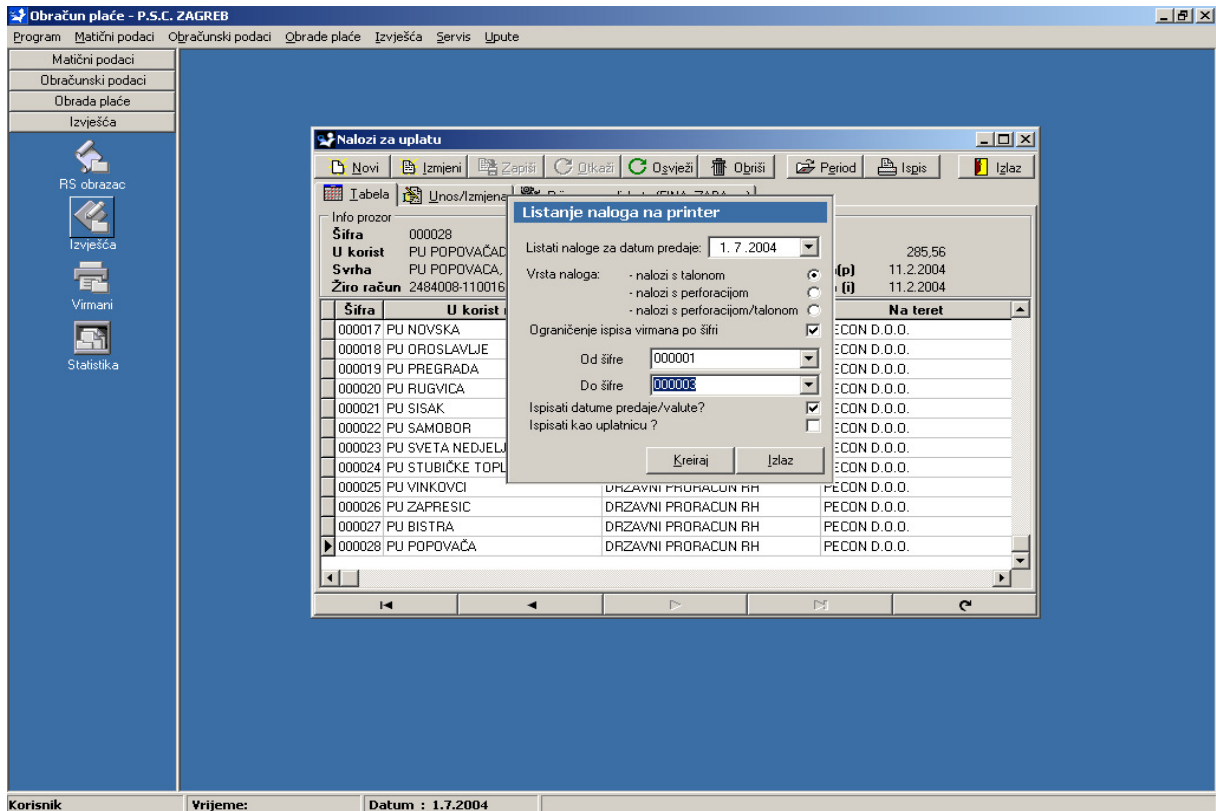 Obračun plaće - P.S.C. ZAGREB
Program Matični podaci Obračunski podaci Obrade plaće Izvješća Servis Upute
Matični podaci
Obračunski podaci
Obrada plaće
Izvješća
RS obrazac
Izvješća
Virmani
Statistika
Nalozi za uplatu
Novi Izmjeni Zapiši Otkaži Osvježi Obriši Period Ispis Izlaz
Tabela Unos/Izmjena
Info prozor
Šifra 000028
U korist PU POPOVAČAD 285,56
Svrha PU POPOVACA, (p) 11.2.2004
Žiro račun 2484008-110016 (i) 11.2.2004
Šifra U korist Na teret
000017 PU NOVSKA ECON D.O.O.
000018 PU OROSLAVLJE ECON D.O.O.
000019 PU PREGRADA ECON D.O.O.
000020 PU RUGVICA ECON D.O.O.
000021 PU SISAK ECON D.O.O.
000022 PU SAMOBOR ECON D.O.O.
000023 PU SVETA NEDJELJ ECON D.O.O.
000024 PU STUBIČKE TOPL ECON D.O.O.
000025 PU VINKOVCI DRZAVNI PRORACUN RH PECON D.O.O.
000026 PU ZAPRESIC DRZAVNI PRORACUN RH PECON D.O.O.
000027 PU BISTRA DRZAVNI PRORACUN RH PECON D.O.O.
000028 PU POPOVAČA DRZAVNI PRORACUN RH PECON D.O.O.
Listanje naloga na printer
Listati naloge za datum predaje: 1. 7 .2004
Vrsta naloga: - nalozi s talonom
- nalozi s perforacijom
- nalozi s perforacijom/talonom
Ograničenje ispisa virmana po šifri
Od šifre 000001
Do šifre 000003
Ispisati datume predaje/valute?
Ispisati kao uplatnicu ?
Kreiraj Izlaz
Korisnik Vrijeme: Datum : 1.7.2004